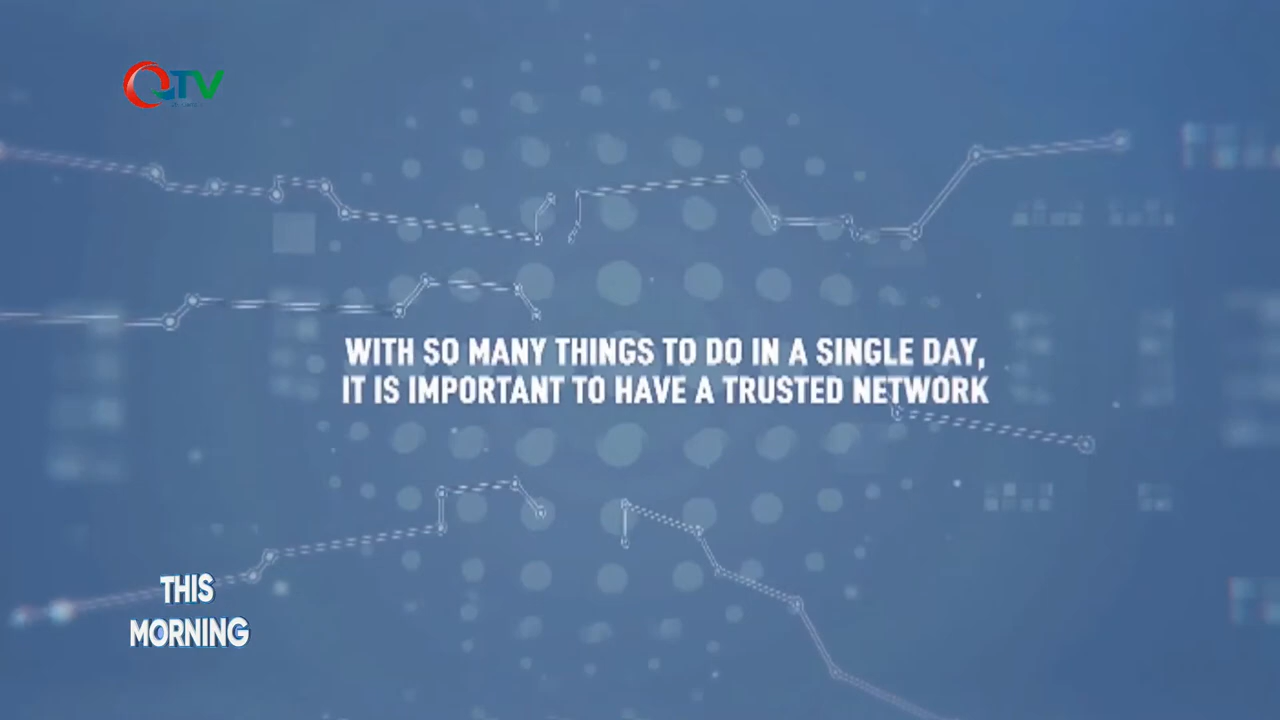 QTV
WITH SO MANY THINGS TO DO IN A SINGLE DAY,
IT IS IMPORTANT TO HAVE A TRUSTED NETWORK
THIS
MORNING